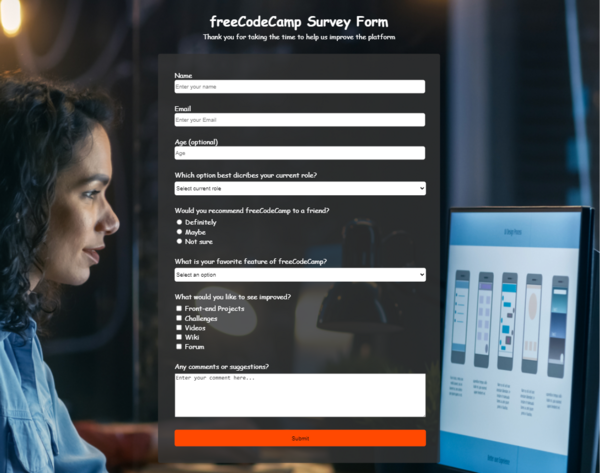 freeCodeCamp Survey Form
Thank you for taking the time to help us improve the platform
Name
Enter your name
Email
Enter your Email
Age (optional)
Age
Which option best dicribes your current role?
Select current role
Would you recommend freeCodeCamp to a friend?
Definitely
Maybe
Not sure
What is your favorite feature of freeCodeCamp?
Select an option
What would you like to see improved?
Front-end Projects
Challenges
Videos
Wiki
Forum
Any comments or suggestions?
Enter your comment here...
Submit